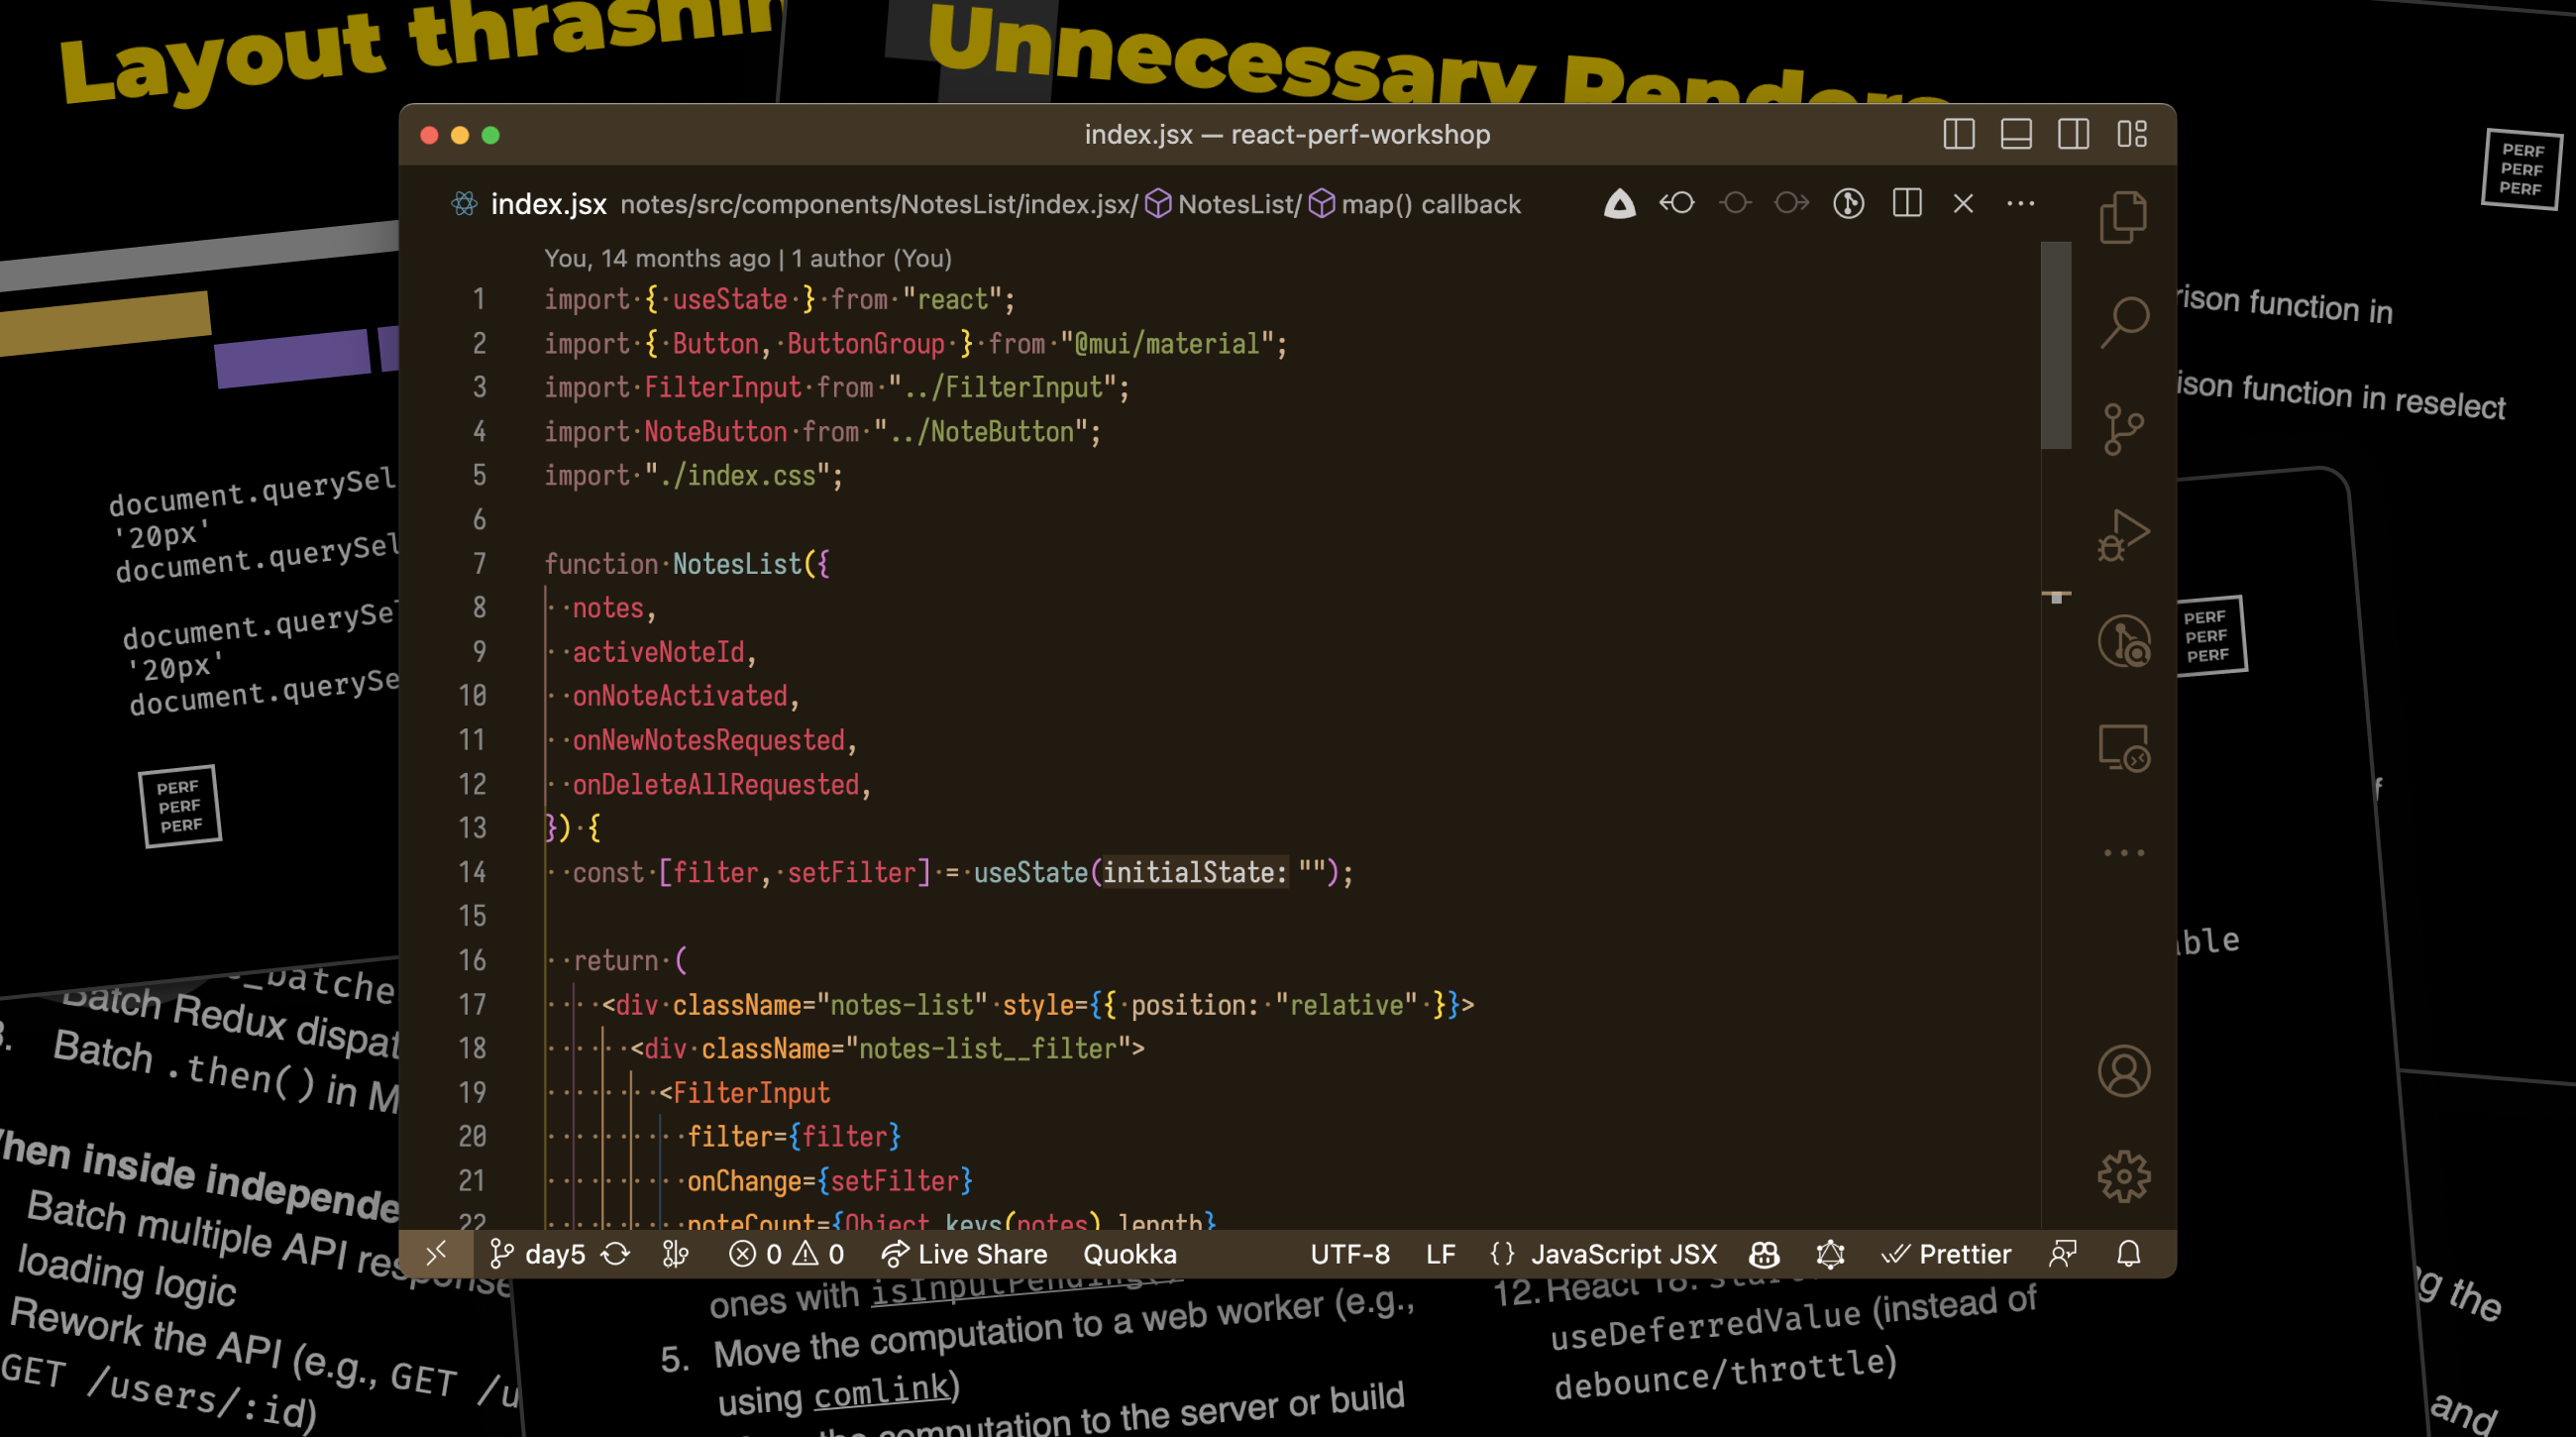 Layout
Unnecessary
index.jsx — react-perf-workshop
index.jsx notes/src/components/NotesList/index.jsx/ NotesList/ map() callback
You, 14 months ago | 1 author (You)
1 import { useState } from "react";
2 import { Button, ButtonGroup } from "@mui/material";
3 import FilterInput from "../FilterInput";
4 import NoteButton from "../NoteButton";
5 import "./index.css";
6
7 function NotesList({
8 notes,
9 activeNoteId,
10 onNoteActivated,
11 onNewNotesRequested,
12 onDeleteAllRequested,
13 }) {
14 const [filter, setFilter] = useState(initialState: "");
15
16 return (
17 <div className="notes-list" style={{ position: "relative" }}>
18 <div className="notes-list__filter">
19 <FilterInput
20 filter={filter}
21 onChange={setFilter}
22 noteCount={Object.keys(notes).length}
day5 0 0 Live Share Quokka UTF-8 LF {} JavaScript JSX Prettier
document.querySel
'20px'
document.querySel
document.querySel
'20px'
document.querySe
PERF
PERF
PERF
Batch Redux dispat
Batch .then() in M
hen inside independe
Batch multiple API response
loading logic
Rework the API (e.g., GET /u
GET /users/:id)
ones with isInputPending()
5. Move the computation to a web worker (e.g.,
using comlink)
the computation to the server or build
12. React 18:
useDeferredValue (instead of
debounce/throttle)
PERF
PERF
PERF
rison function in
ison function in reselect
PERF
PERF
PERF
ble
g the
and